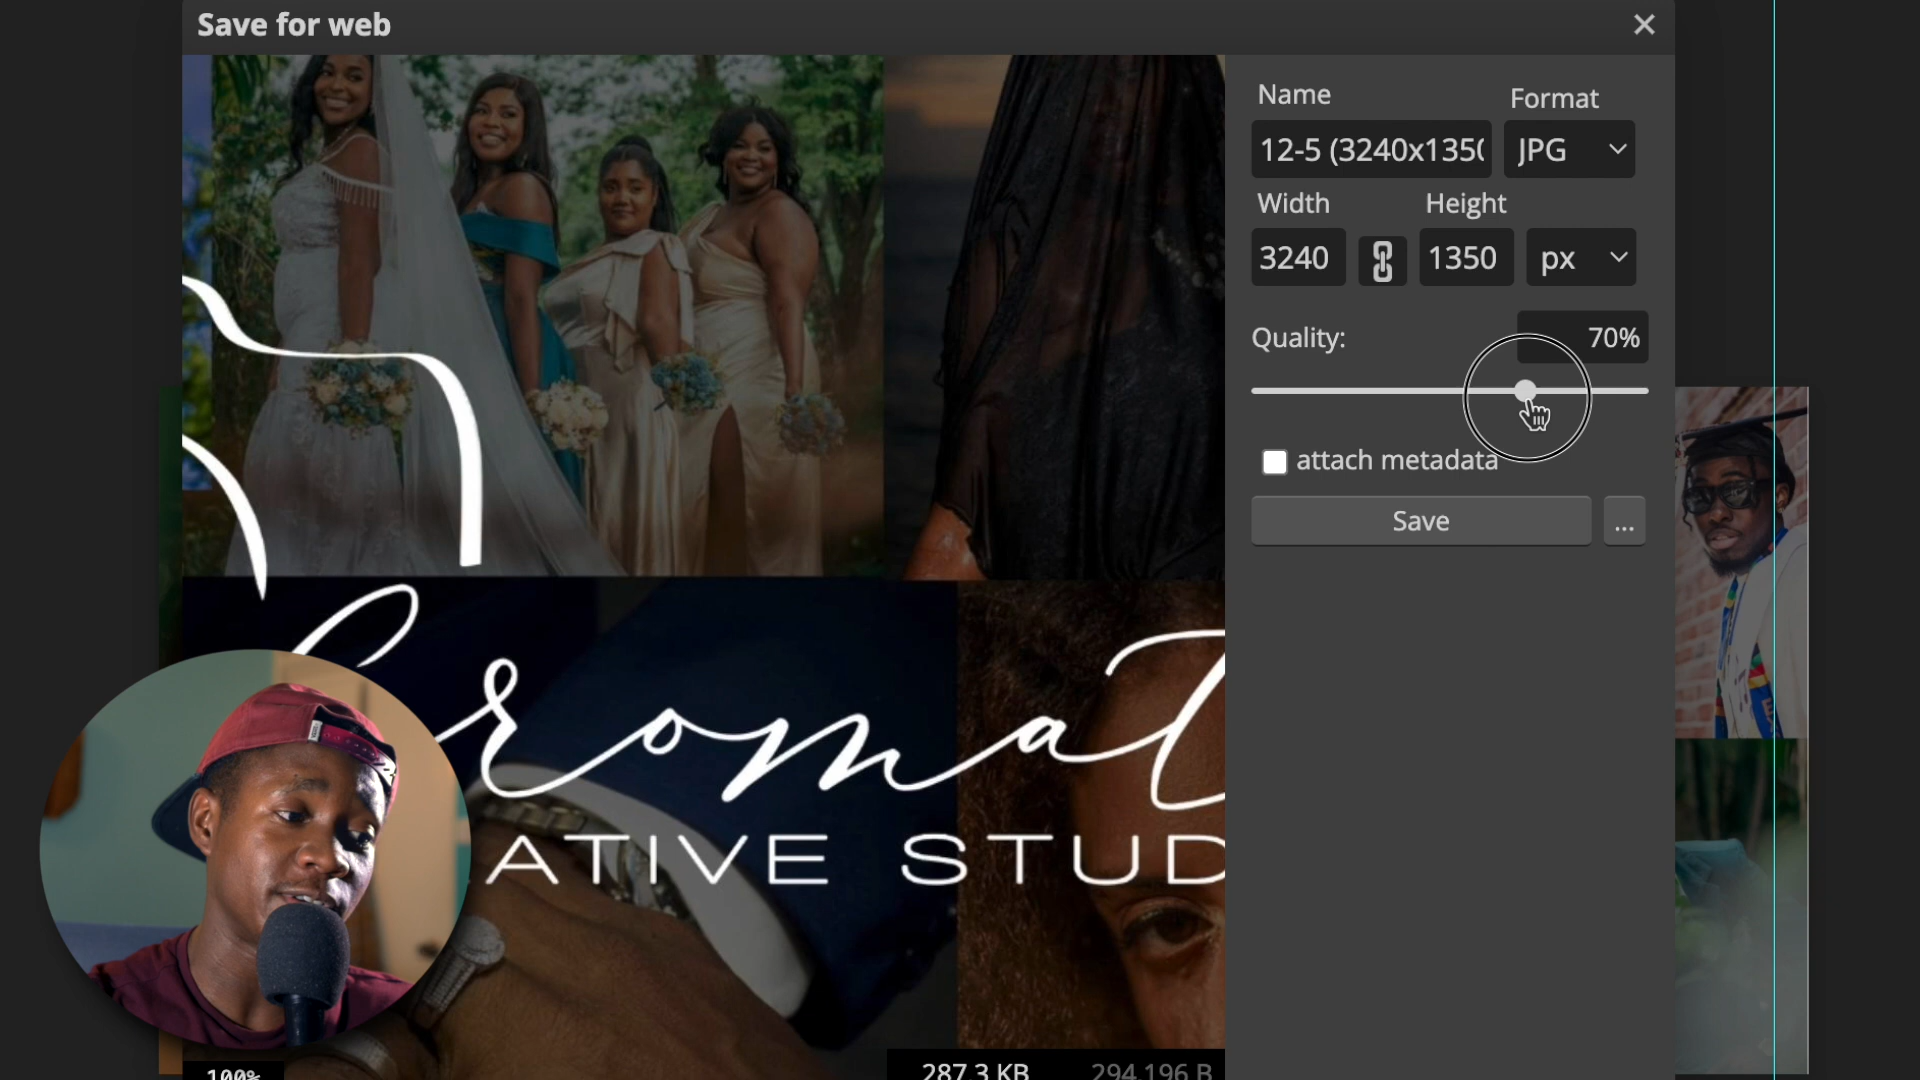 Save for web
Name
Format
12-5 (3240x1350
JPG
Width
Height
3240
1350
px
Quality:
70%
attach metadata
Save
...
romat
ATIVE STUD
100%
287.3 KB
294,196 B